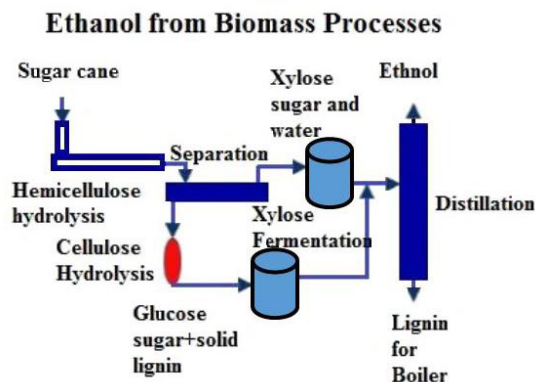 Ethanol from Biomass Processes
Sugar cane
Xylose
sugar and
water
Ethnol
Separation
Hemicellulose
hydrolysis
Xylose
Fermentation
Distillation
Cellulose
Hydrolysis
Glucose
sugar+solid
lignin
Lignin
for
Boiler